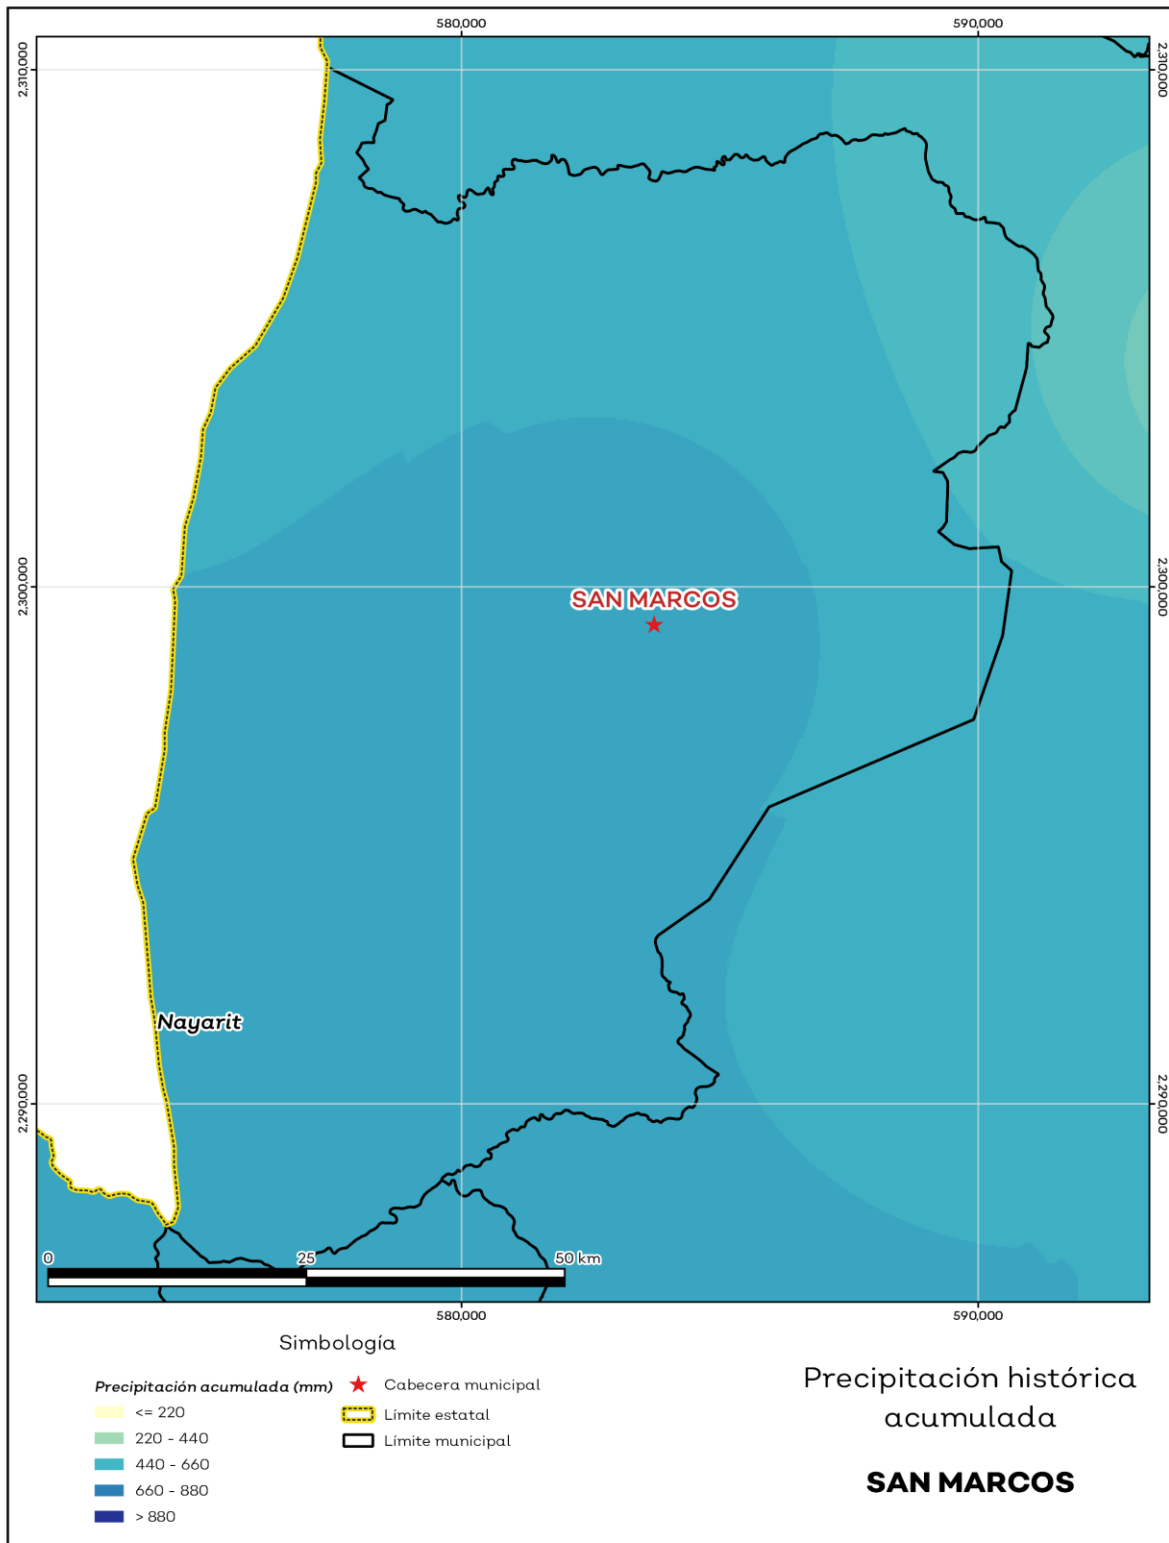 580,000
590,000
2,310,000
2,310,000
2,300,000
2,300,000
SAN MARCOS
Nayarit
2,290,000
2,290,000
0
25
50 km
580,000
590,000
Simbología
Precipitación acumulada (mm)
<= 220
220 - 440
440 - 660
660 - 880
> 880
Cabecera municipal
Límite estatal
Límite municipal
Precipitación histórica
acumulada
SAN MARCOS